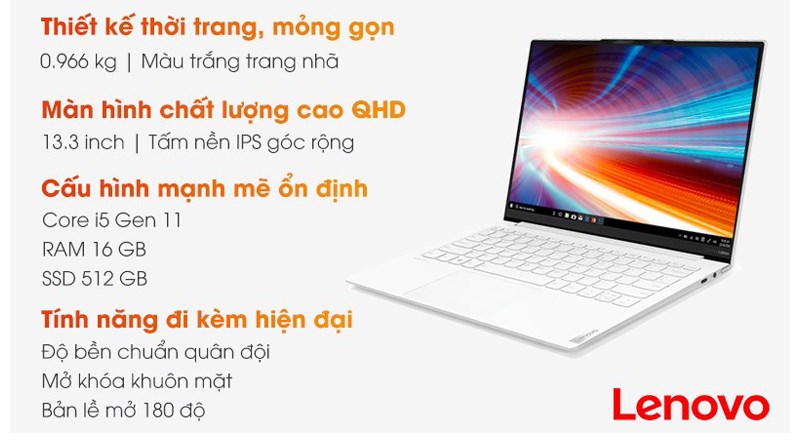 Thiết kế thời trang, mỏng gọn
0.966 kg | Màu trắng trang nhã
Màn hình chất lượng cao QHD
13.3 inch | Tấm nền IPS góc rộng
Cấu hình mạnh mẽ ổn định
Core i5 Gen 11
RAM 16 GB
SSD 512 GB
Tính năng đi kèm hiện đại
Độ bền chuẩn quân đội
Mở khóa khuôn mặt
Bản lề mở 180 độ
Lenovo